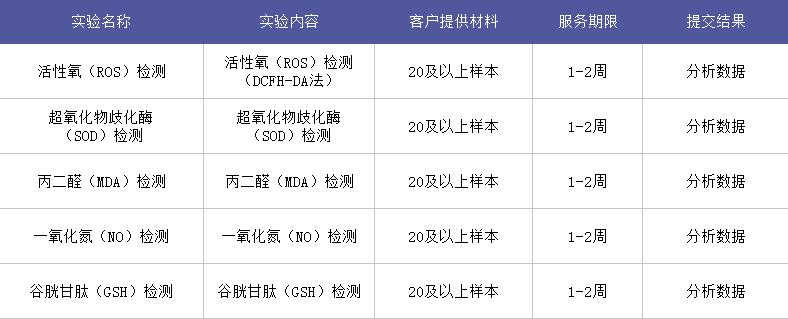 实验名称 实验内容 客户提供材料 服务期限 提交结果
活性氧（ROS）检测 活性氧（ROS）检测
（DCFH-DA法） 20及以上样本 1-2周 分析数据
超氧化物歧化酶
（SOD）检测 超氧化物歧化酶
（SOD）检测 20及以上样本 1-2周 分析数据
丙二醛（MDA）检测 丙二醛（MDA）检测 20及以上样本 1-2周 分析数据
一氧化氮（NO）检测 一氧化氮（NO）检测 20及以上样本 1-2周 分析数据
谷胱甘肽（GSH）检测 谷胱甘肽（GSH）检测 20及以上样本 1-2周 分析数据